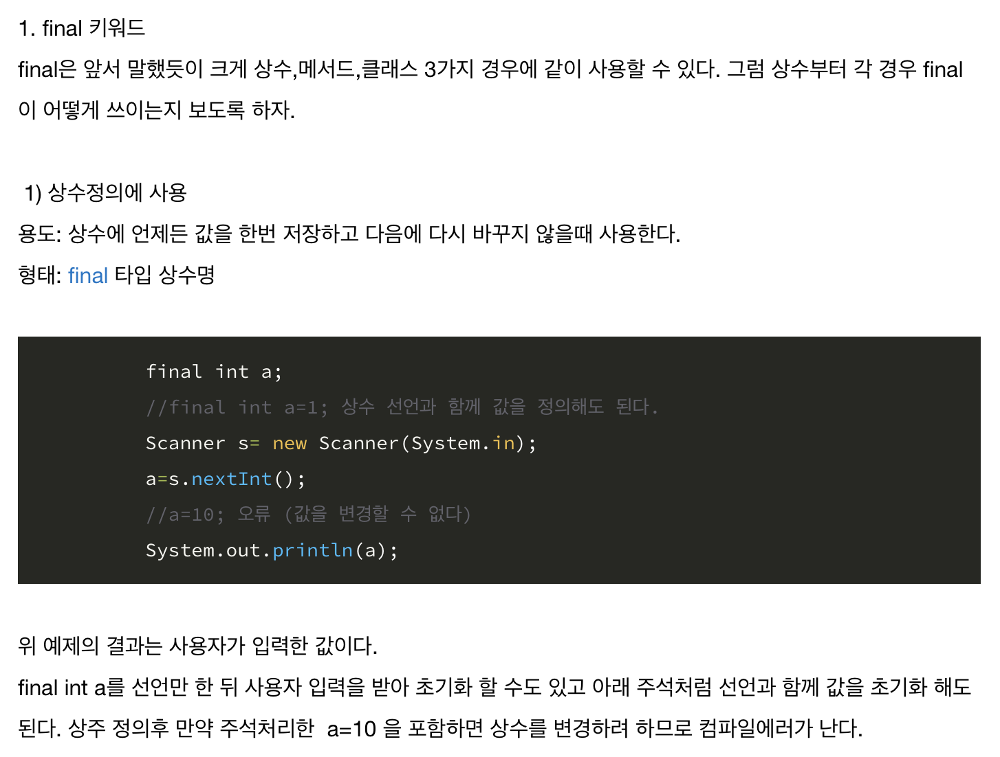 1. final 키워드
final은 앞서 말했듯이 크게 상수,메서드,클래스 3가지 경우에 같이 사용할 수 있다. 그럼 상수부터 각 경우 final
이 어떻게 쓰이는지 보도록 하자.
1) 상수정의에 사용
용도: 상수에 언제든 값을 한번 저장하고 다음에 다시 바꾸지 않을때 사용한다.
형태: final 타입 상수명
final int a;
//final int a=1; 상수 선언과 함께 값을 정의해도 된다.
Scanner s= new Scanner(System.in);
a=s.nextInt();
//a=10; 오류 (값을 변경할 수 없다)
System.out.println(a);
위 예제의 결과는 사용자가 입력한 값이다.
final int a를 선언만 한 뒤 사용자 입력을 받아 초기화 할 수도 있고 아래 주석처럼 선언과 함께 값을 초기화 해도
된다. 상주 정의후 만약 주석처리한  a=10 을 포함하면 상수를 변경하려 하므로 컴파일에러가 난다.